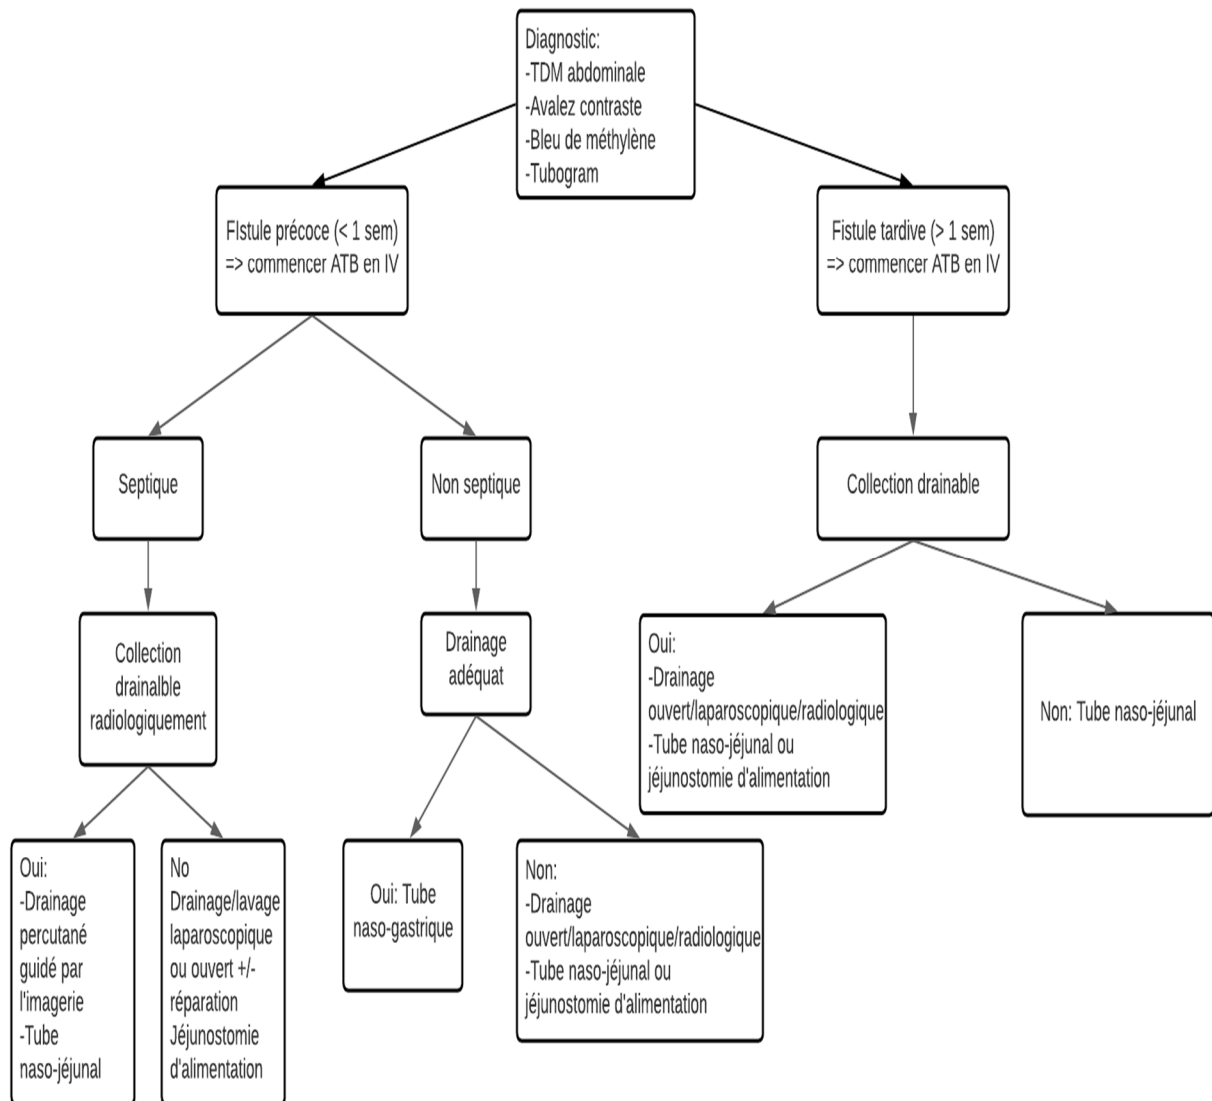 Diagnostic:
-TDM abdominale
-Avalez contraste
-Bleu de méthylène
-Tubogram
FIstule précoce (< 1 sem)
=> commencer ATB en IV
Fistule tardive (> 1 sem)
=> commencer ATB en IV
Septique
Non septique
Collection drainable
Collection
drainalble
radiologiquement
Drainage
adéquat
Oui:
-Drainage
ouvert/laparoscopique/radiologique
-Tube naso-jéjunal ou
jéjunostomie d'alimentation
Non: Tube naso-jéjunal
Oui:
-Drainage
percutané
guidé par
l'imagerie
-Tube
naso-jéjunal
No
Drainage/lavage
laparoscopique
ou ouvert +/-
réparation
Jéjunostomie
d'alimentation
Oui: Tube
naso-gastrique
Non:
-Drainage
ouvert/laparoscopique/radiologique
-Tube naso-jéjunal ou
jéjunostomie d'alimentation